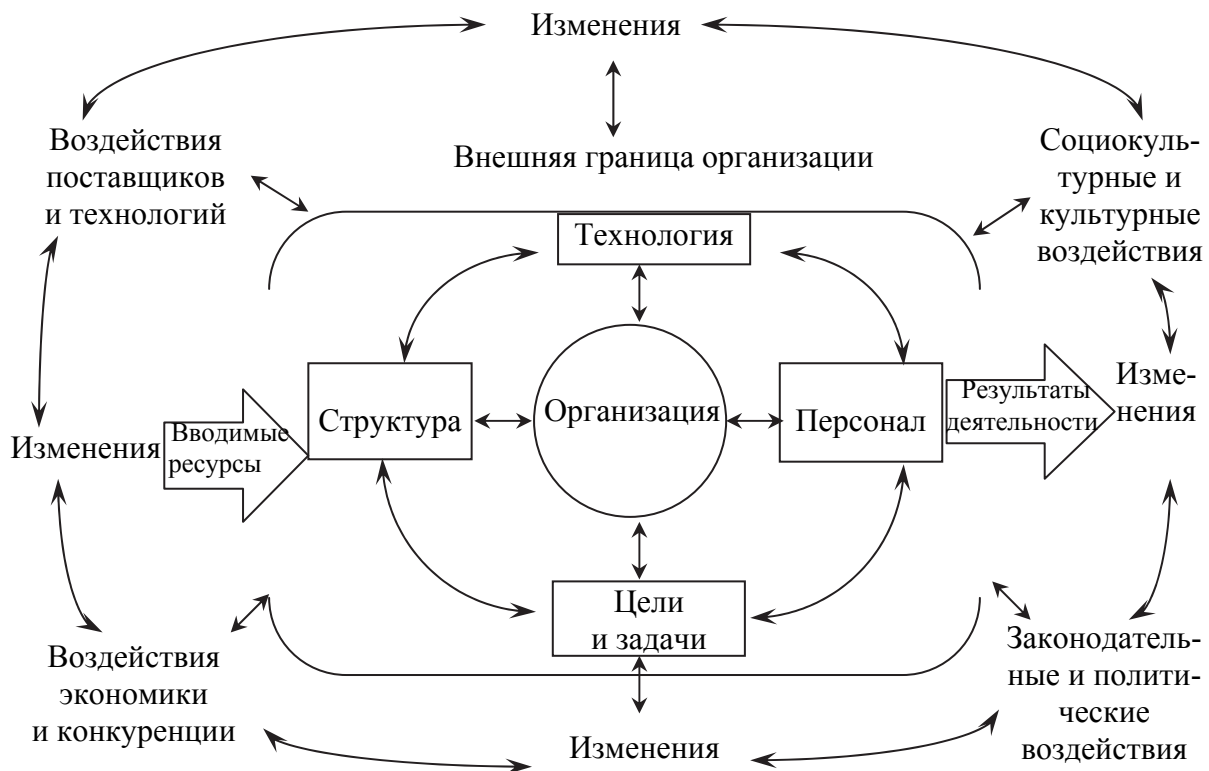 Изменения
Воздействия
поставщиков
и технологий
Внешняя граница организации
Социокуль-
турные и
культурные
воздействия
Технология
Структура
Организация
Персонал
Результаты
деятельности
Изме-
нения
Изменения
Вводимые
ресурсы
Цели
и задачи
Воздействия
экономики
и конкуренции
Законодатель-
ные и полити-
ческие
воздействия
Изменения